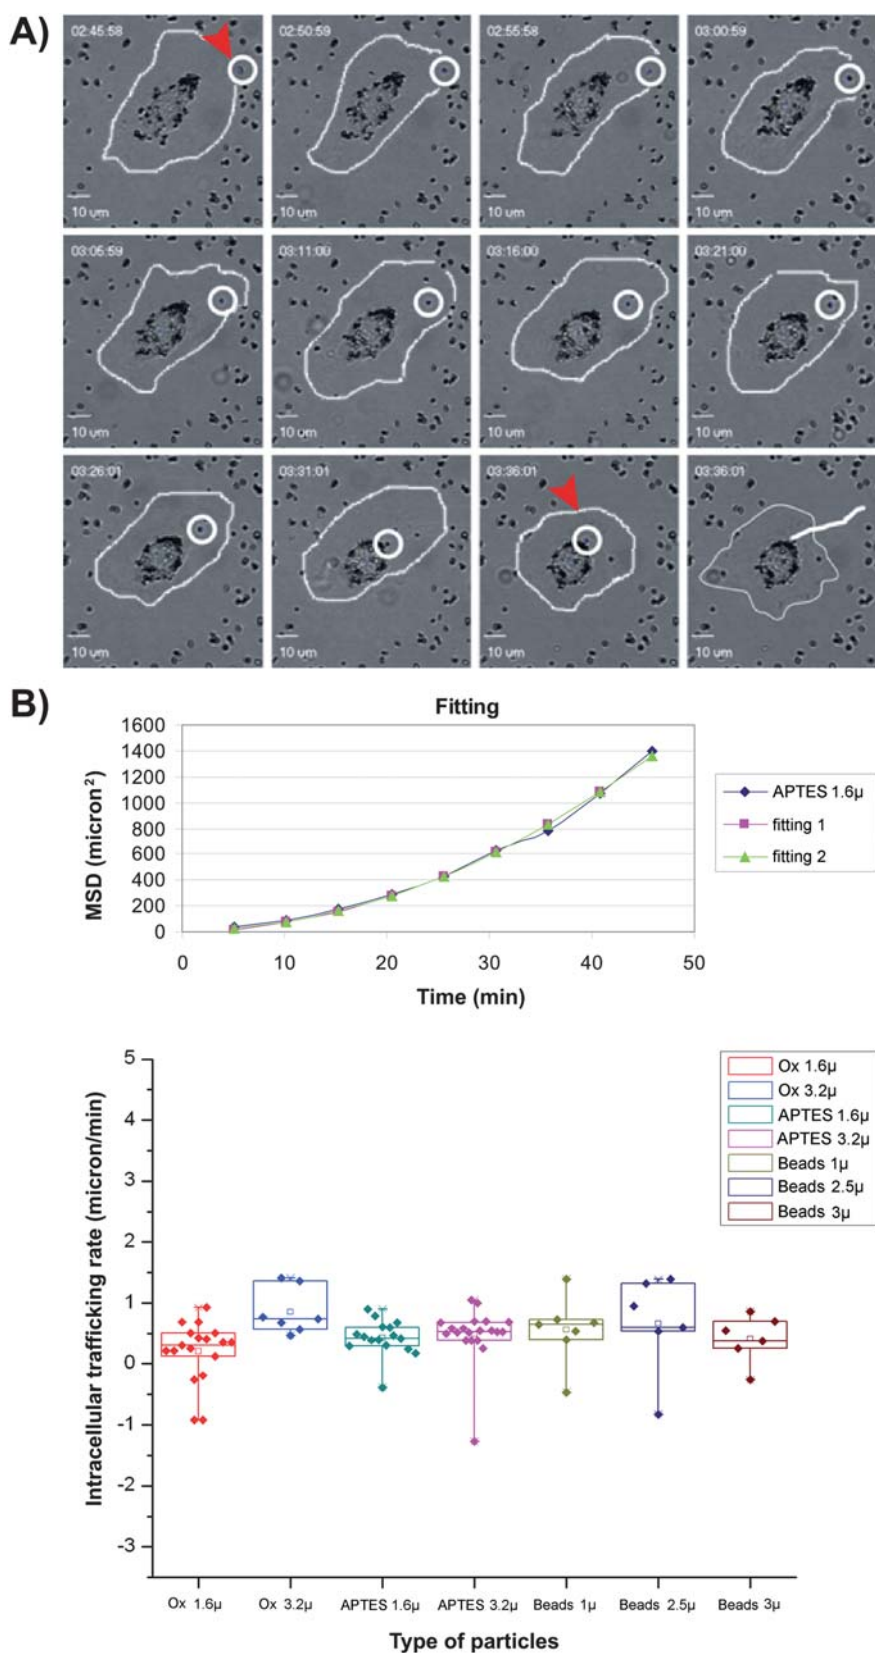 A)
02:45:58
02:50:59
02:55:58
03:00:59
10 um
10 um
10 um
10 um
03:05:59
03:11:00
03:16:00
03:21:00
10 um
10 um
10 um
10 um
03:26:01
03:31:01
03:36:01
03:36:01
10 um
10 um
10 um
10 um
B)
Fitting
1600
1400
1200
1000
800
600
400
200
0
MSD (micron²)
0 10 20 30 40 50
Time (min)
APTES 1.6µ
fitting 1
fitting 2
5
4
3
2
1
0
-1
-2
-3
Intracellular trafficking rate (micron/min)
Ox 1.6µ
Ox 3.2µ
APTES 1.6µ
APTES 3.2µ
Beads 1µ
Beads 2.5µ
Beads 3µ
Ox 1.6µ Ox 3.2µ APTES 1.6µ APTES 3.2µ Beads 1µ Beads 2.5µ Beads 3µ
Type of particles